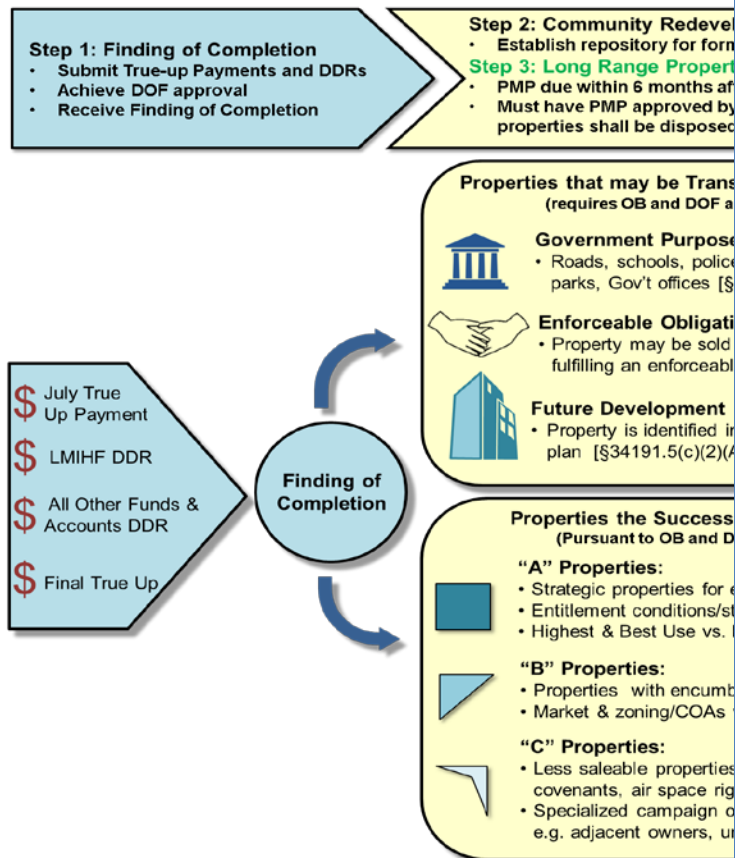 Step 1: Finding of Completion
• Submit True-up Payments and DDRs
• Achieve DOF approval
• Receive Finding of Completion
Step 2: Community Redevel
• Establish repository for form
Step 3: Long Range Propert
• PMP due within 6 months af
• Must have PMP approved by
properties shall be disposed
$ July True
Up Payment
$ LMIHF DDR
$ All Other Funds &
Accounts DDR
$ Final True Up
Finding of
Completion
Properties that may be Trans
(requires OB and DOF a
Government Purpose
• Roads, schools, police
parks, Gov't offices [§
Enforceable Obligati
• Property may be sold
fulfilling an enforceabl
Future Development
• Property is identified in
plan [§34191.5(c)(2)(A
Properties the Success
(Pursuant to OB and D
“A” Properties:
• Strategic properties for e
• Entitlement conditions/st
• Highest & Best Use vs.
“B” Properties:
• Properties with encumb
• Market & zoning/COAs
“C” Properties:
• Less saleable properties
covenants, air space rig
• Specialized campaign o
e.g. adjacent owners, un